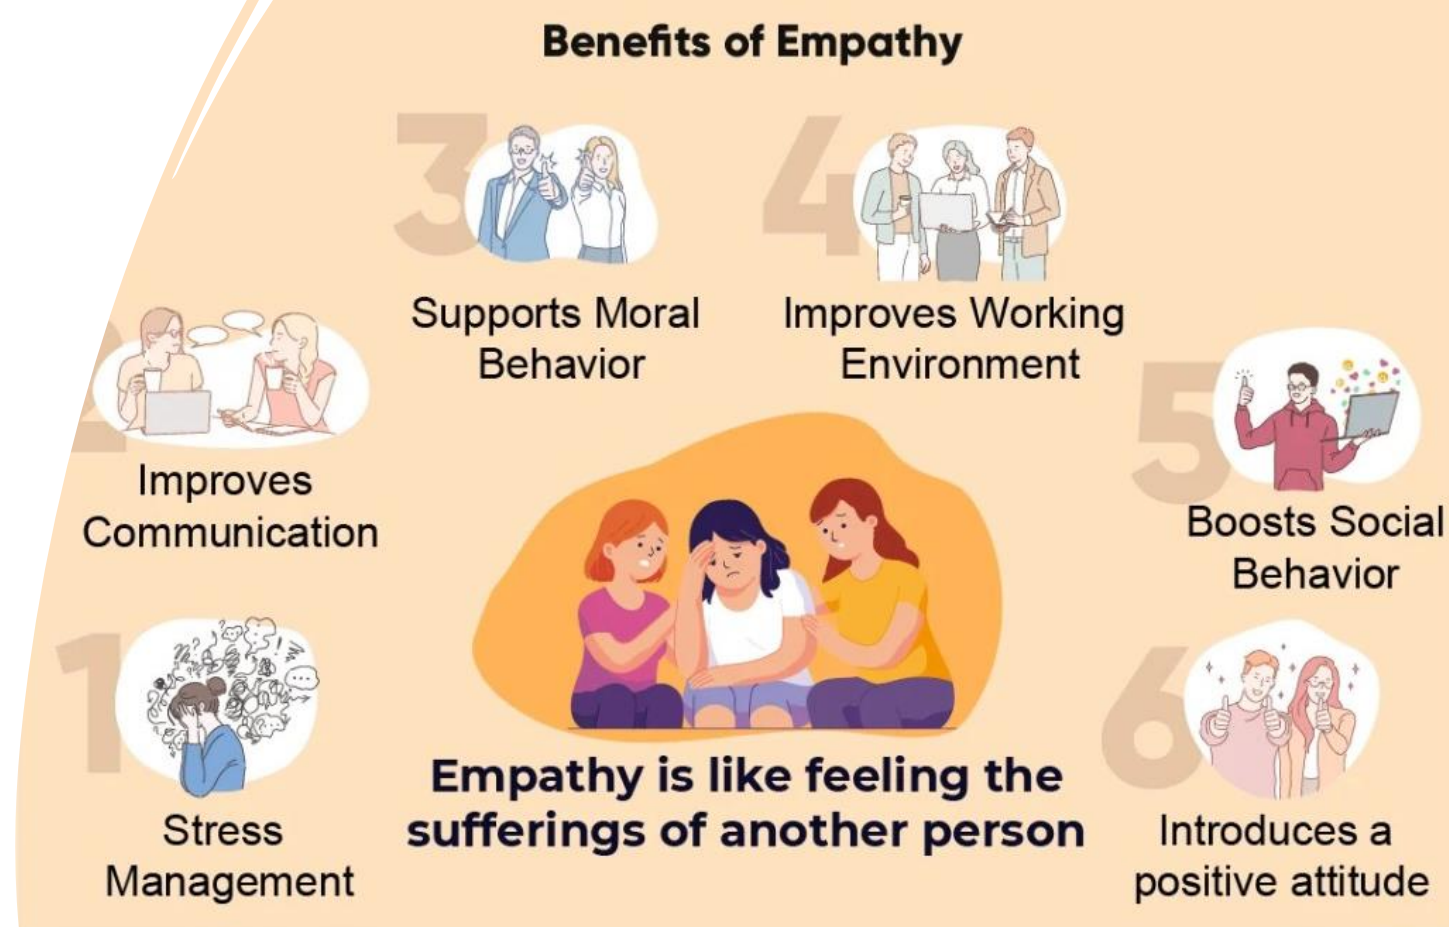 Benefits of Empathy
1
Stress
Management
2
Improves
Communication
3
Supports Moral
Behavior
4
Improves Working
Environment
5
Boosts Social
Behavior
6
Introduces a
positive attitude
Empathy is like feeling the
sufferings of another person